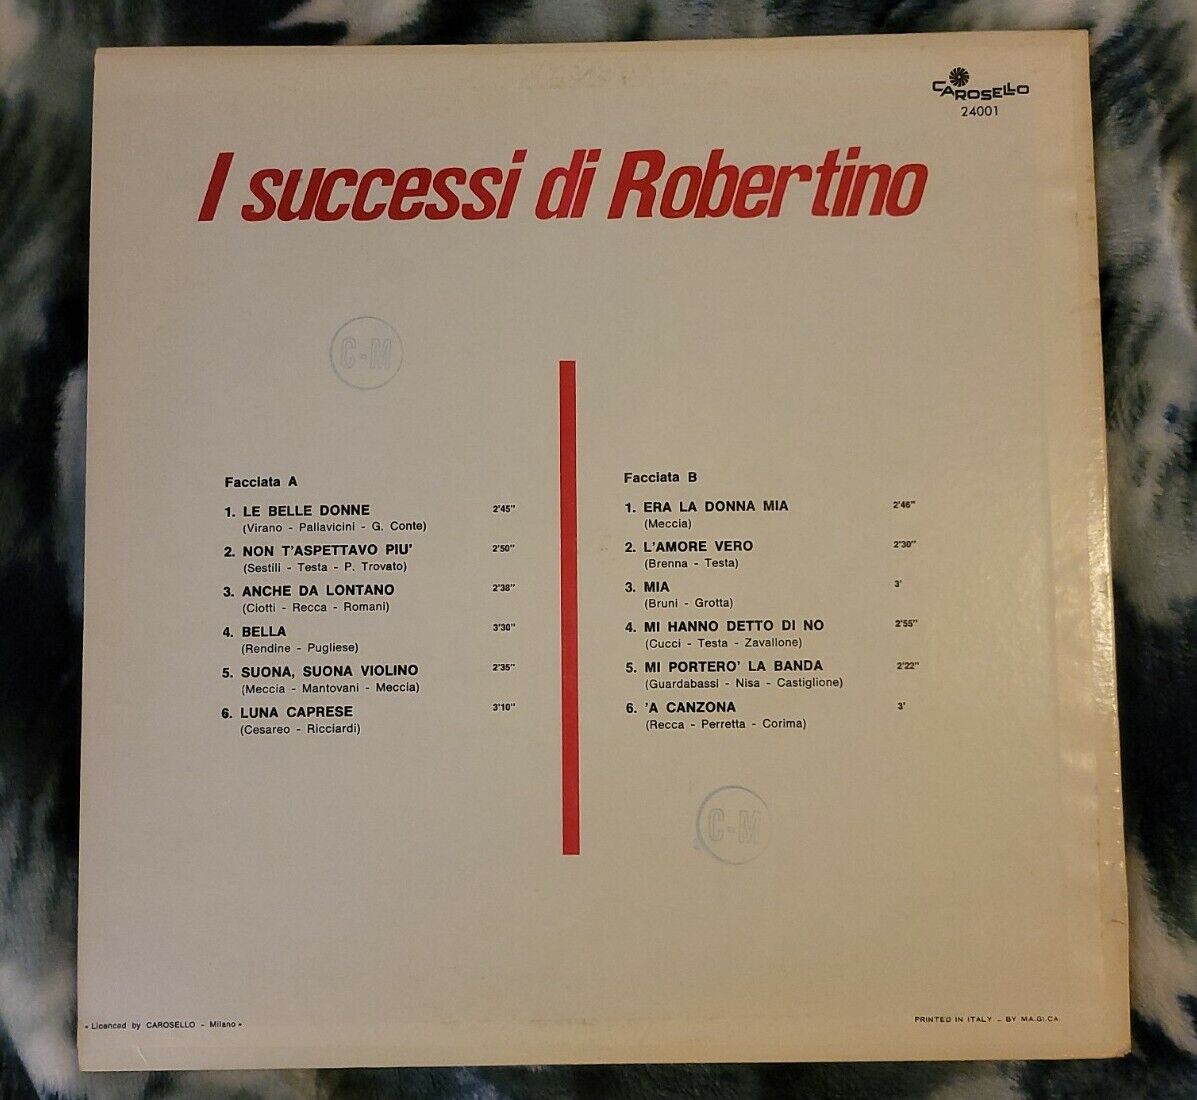 CAROSELLO
24001
I successi di Robertino
C-M
Facciata A
1. LE BELLE DONNE 2'45"
(Virano - Pallavicini - G. Conte)
2. NON T'ASPETTAVO PIU' 2'50"
(Sestili - Testa - P. Trovato)
3. ANCHE DA LONTANO 2'38"
(Ciotti - Recca - Romani)
4. BELLA 3'30"
(Rendine - Pugliese)
5. SUONA, SUONA VIOLINO 2'35"
(Meccia - Mantovani - Meccia)
6. LUNA CAPRESE 3'10"
(Cesareo - Ricciardi)
Facciata B
1. ERA LA DONNA MIA 2'46"
(Meccia)
2. L'AMORE VERO 2'30"
(Brenna - Testa)
3. MIA 3'
(Bruni - Grotta)
4. MI HANNO DETTO DI NO 2'55"
(Cucci - Testa - Zavallone)
5. MI PORTERO' LA BANDA 2'22"
(Guardabassi - Nisa - Castiglione)
6. 'A CANZONA 3'
(Recca - Perretta - Corima)
C-M
« Licenced by CAROSELLO - Milano »
PRINTED IN ITALY - BY MA.GI.CA.